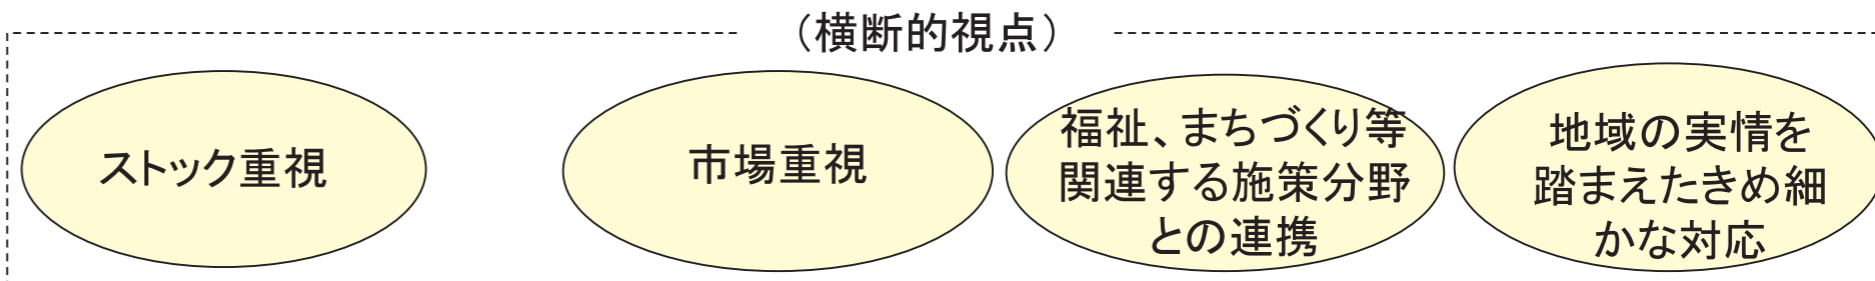 （横断的視点）
ストック重視
市場重視
福祉、まちづくり等
関連する施策分野
との連携
地域の実情を
踏まえたきめ細
かな対応